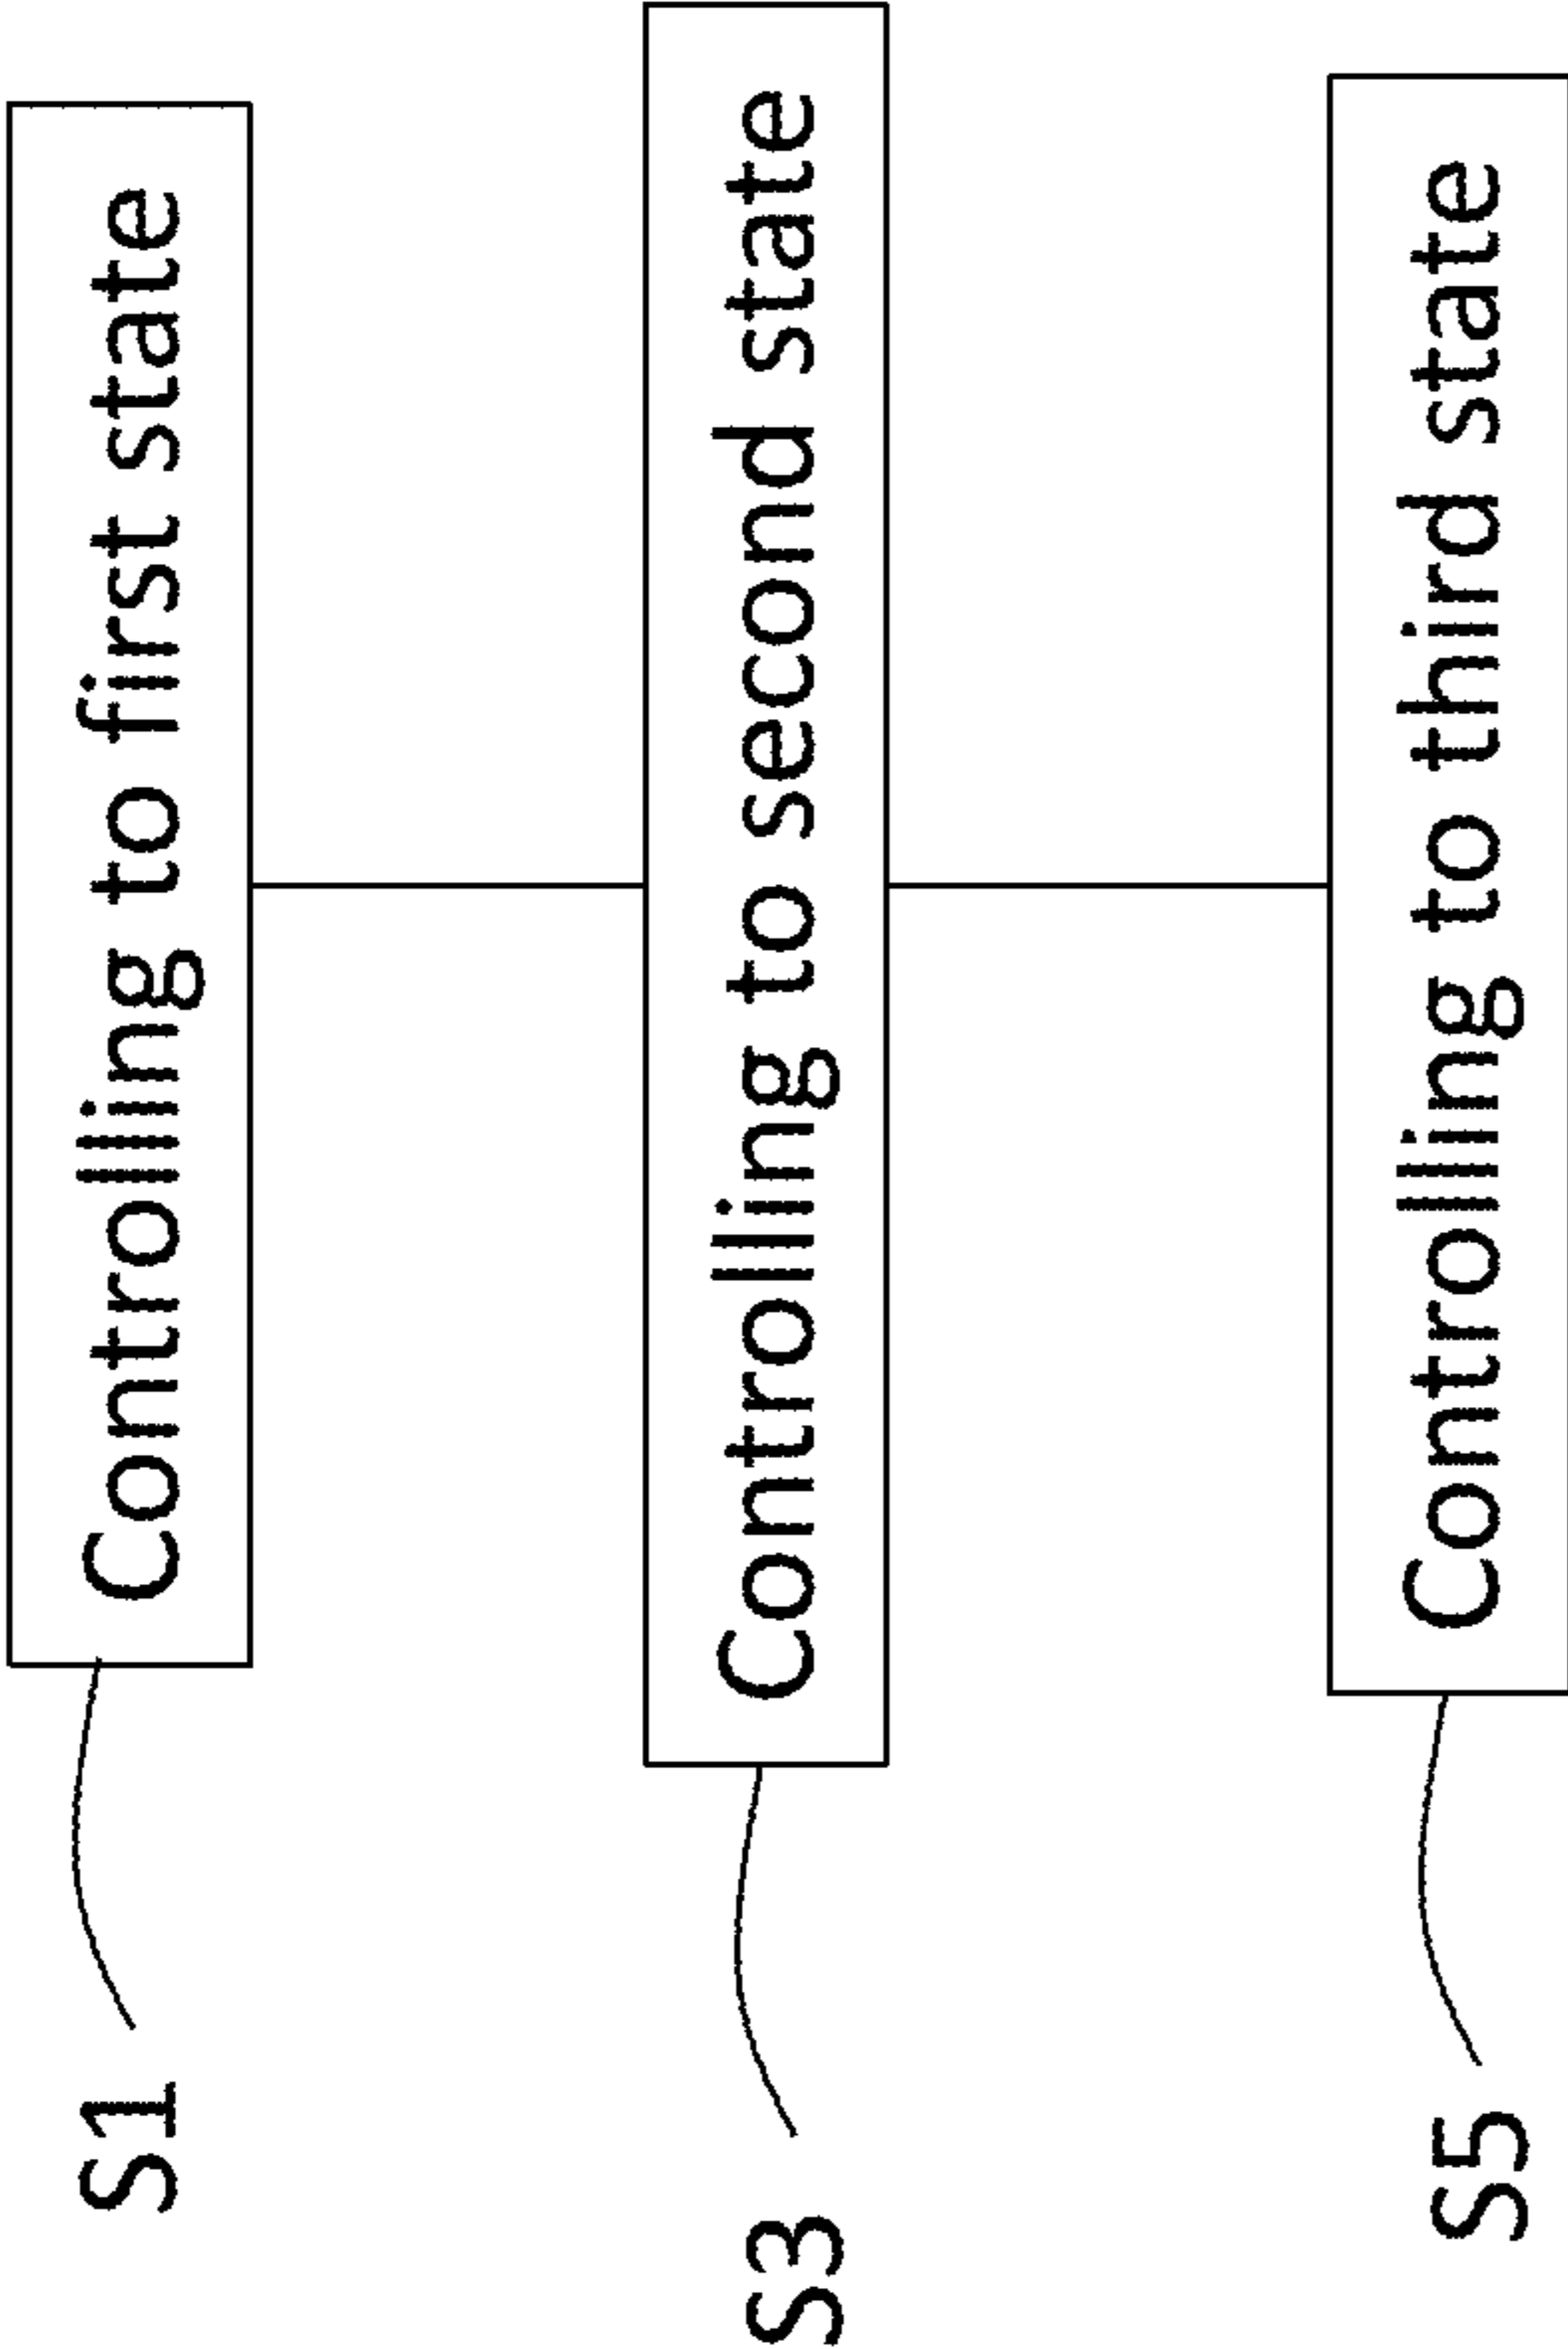 S1 Controlling to first state
S3 Controlling to second state
S5 Controlling to third state